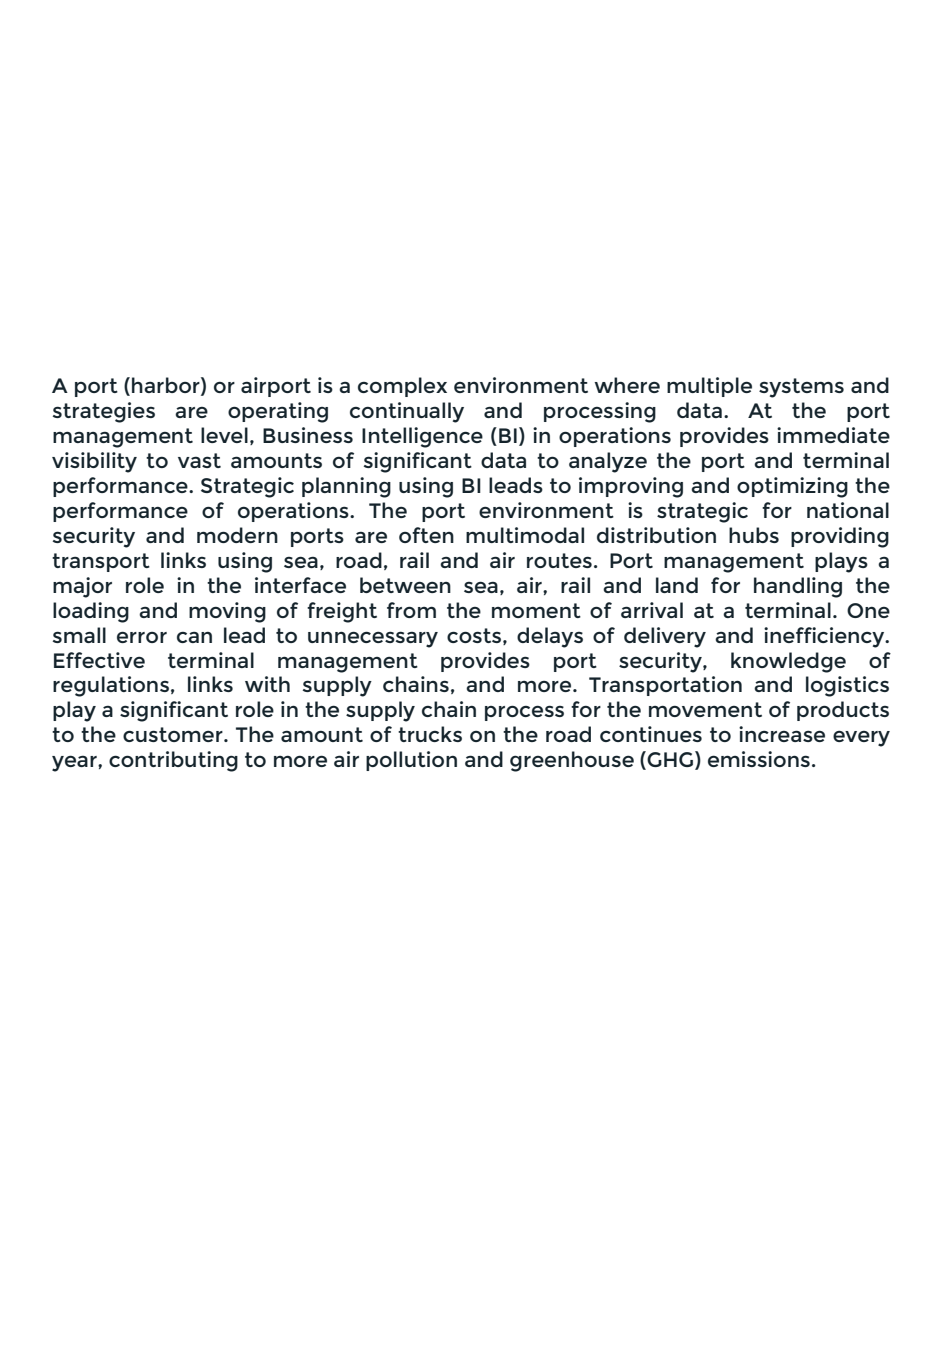 A port (harbor) or airport is a complex environment where multiple systems and
strategies are operating continually and processing data. At the port
management level, Business Intelligence (BI) in operations provides immediate
visibility to vast amounts of significant data to analyze the port and terminal
performance. Strategic planning using BI leads to improving and optimizing the
performance of operations. The port environment is strategic for national
security and modern ports are often multimodal distribution hubs providing
transport links using sea, road, rail and air routes. Port management plays a
major role in the interface between sea, air, rail and land for handling the
loading and moving of freight from the moment of arrival at a terminal. One
small error can lead to unnecessary costs, delays of delivery and inefficiency.
Effective terminal management provides port security, knowledge of
regulations, links with supply chains, and more. Transportation and logistics
play a significant role in the supply chain process for the movement of products
to the customer. The amount of trucks on the road continues to increase every
year, contributing to more air pollution and greenhouse (GHG) emissions.